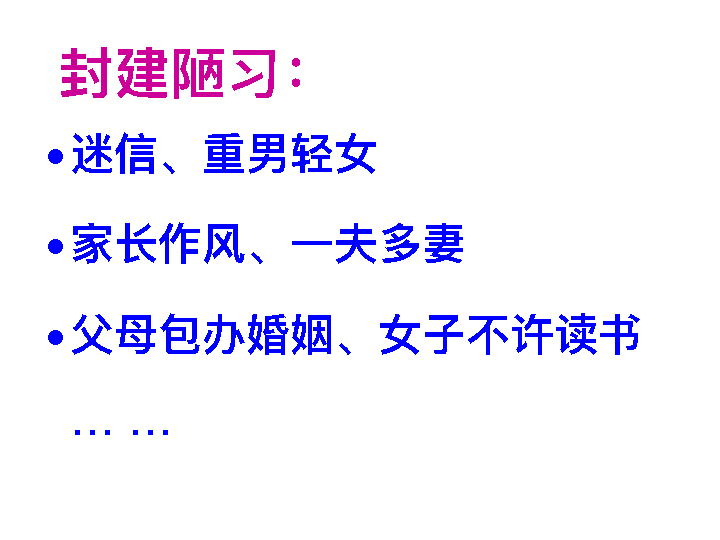 封建陋习：
•迷信、重男轻女
•家长作风、一夫多妻
•父母包办婚姻、女子不许读书
… …